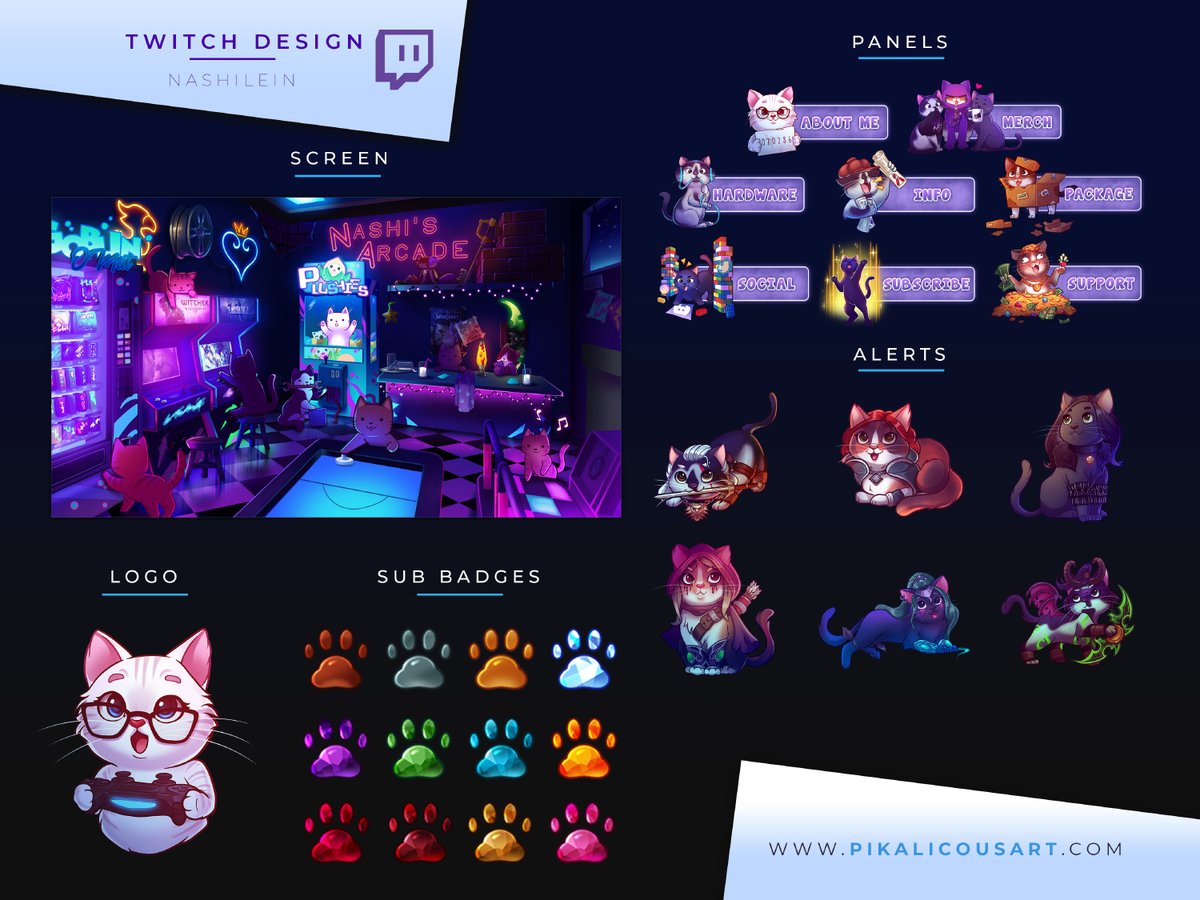 TWITCH DESIGN
NASHILEIN
SCREEN
NASHI'S
ARCADE
PLUSHIES
WITCHER
LOGO
SUB BADGES
PANELS
ABOUT ME
MERCH
HARDWARE
INFO
PACKAGE
SOCIAL
SUBSCRIBE
SUPPORT
ALERTS
WWW.PIKALICOUSART.COM